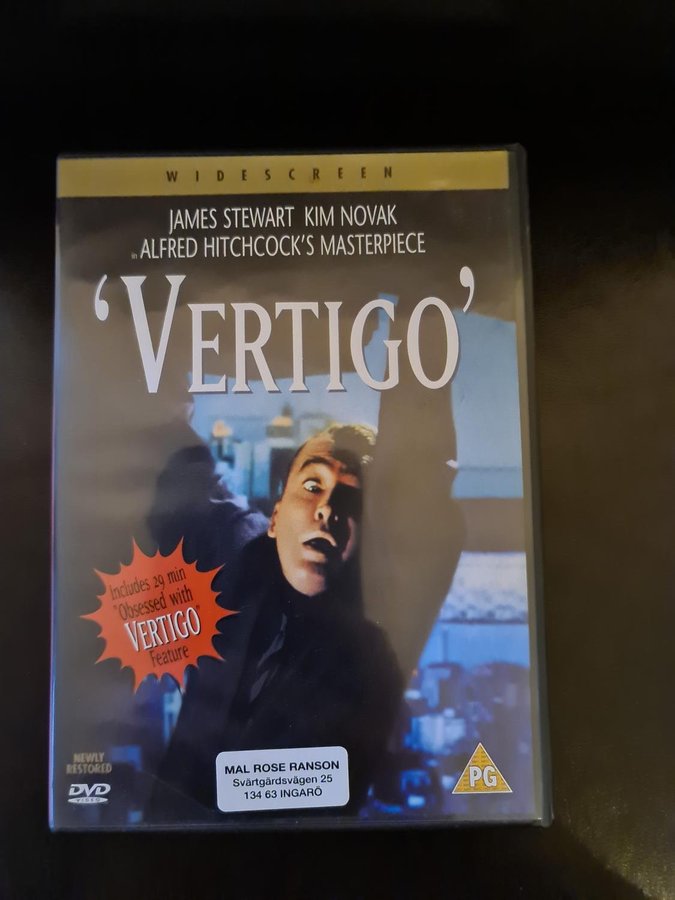 WIDESCREEN
JAMES STEWART KIM NOVAK
in ALFRED HITCHCOCK'S MASTERPIECE
'VERTIGO'
Includes 29 min
"Obsessed with
VERTIGO"
Feature
NEWLY
RESTORED
DVD
VIDEO
MAL ROSE RANSON
Svärtgårdsvägen 25
134 63 INGARÖ
PG